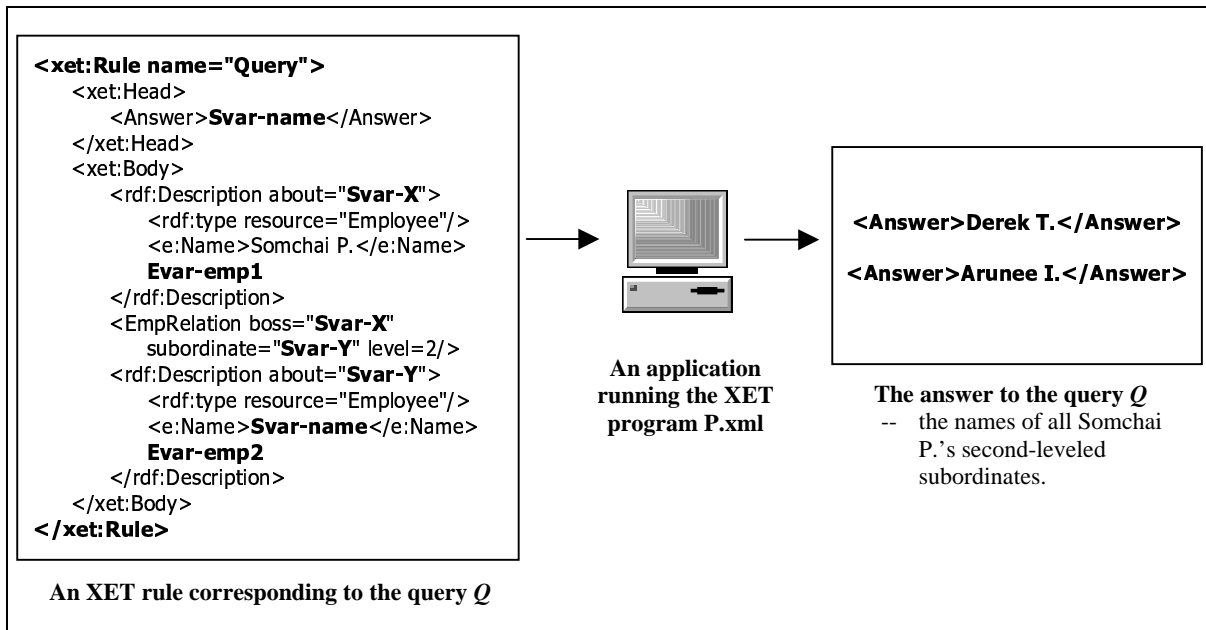 <xet:Rule name="Query">
<xet:Head>
<Answer>Svar-name</Answer>
</xet:Head>
<xet:Body>
<rdf:Description about="Svar-X">
<rdf:type resource="Employee"/>
<e:Name>Somchai P.</e:Name>
Evar-emp1
</rdf:Description>
<EmpRelation boss="Svar-X"
subordinate="Svar-Y" level=2/>
<rdf:Description about="Svar-Y">
<rdf:type resource="Employee"/>
<e:Name>Svar-name</e:Name>
Evar-emp2
</rdf:Description>
</xet:Body>
</xet:Rule>
An XET rule corresponding to the query Q
An application
running the XET
program P.xml
<Answer>Derek T.</Answer>
<Answer>Arunee I.</Answer>
The answer to the query Q
-- the names of all Somchai
P.’s second-leveled
subordinates.